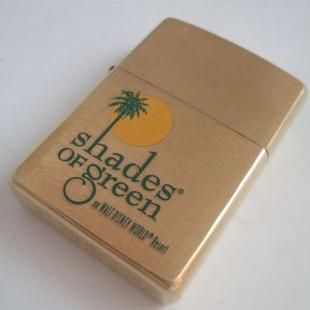 shades®
OF green
on WALT DISNEY WORLD® Resort